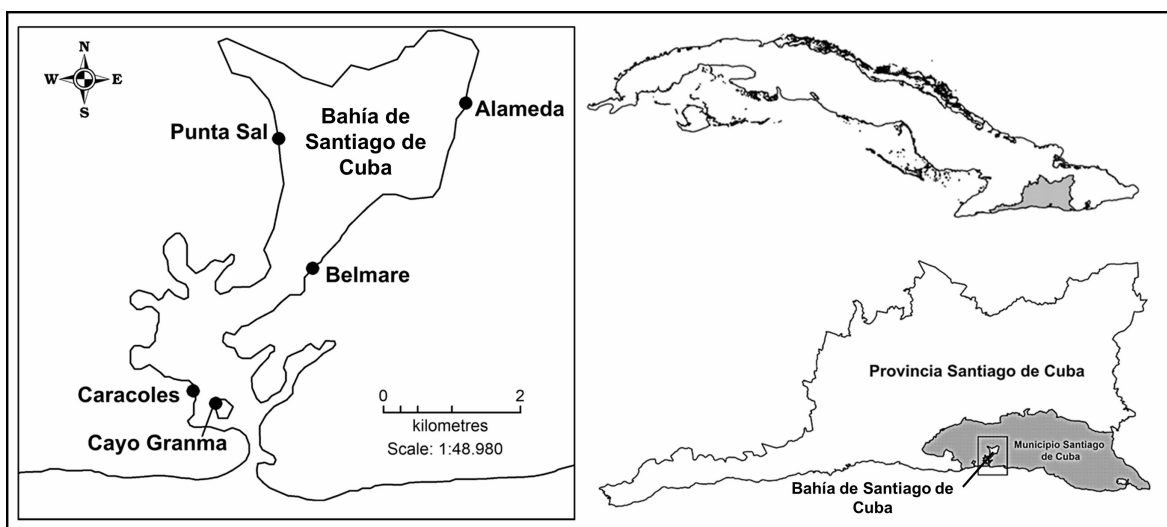 N
W E
S
Punta Sal
Bahía de
Santiago de
Cuba
Alameda
Belmare
Caracoles
Cayo Granma
0 2
kilometres
Scale: 1:48.980
Provincia Santiago de Cuba
Municipio Santiago
de Cuba
Bahía de Santiago de
Cuba